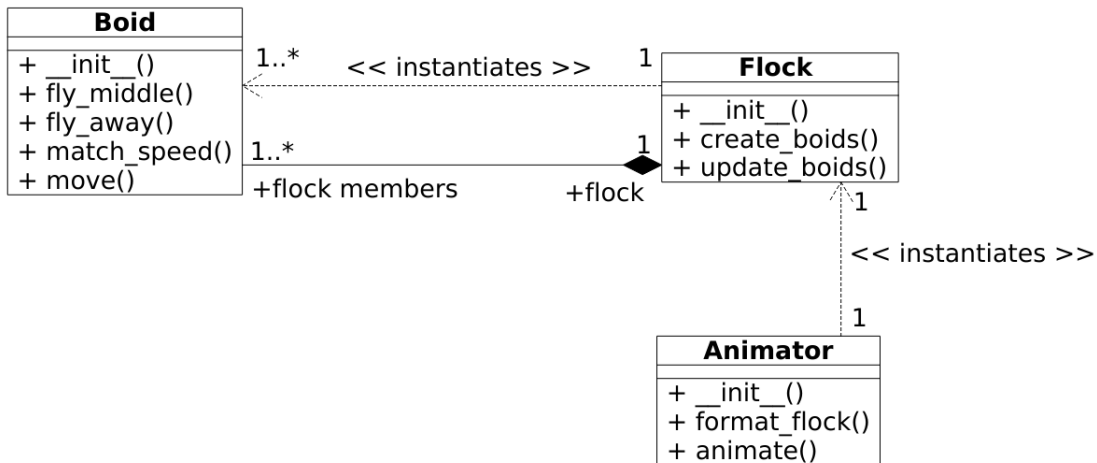 Boid
+ __init__()
+ fly_middle()
+ fly_away()
+ match_speed()
+ move()
1..*
<< instantiates >>
1
1..*
+flock members
1
+flock
Flock
+ __init__()
+ create_boids()
+ update_boids()
1
<< instantiates >>
1
Animator
+ __init__()
+ format_flock()
+ animate()